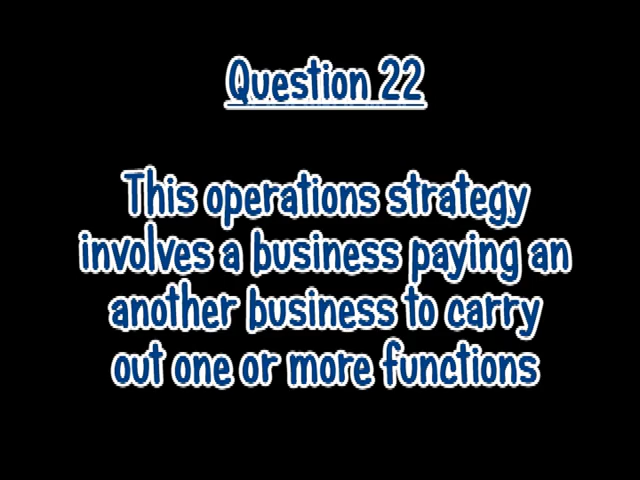 Question 22
This operations strategy
involves a business paying an
another business to carry
out one or more functions